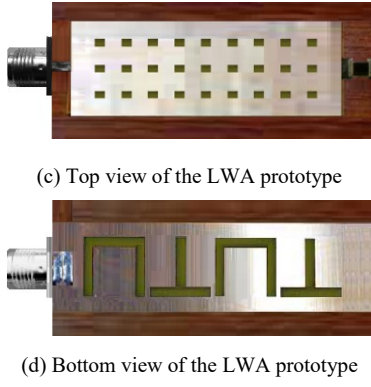 (c) Top view of the LWA prototype
(d) Bottom view of the LWA prototype